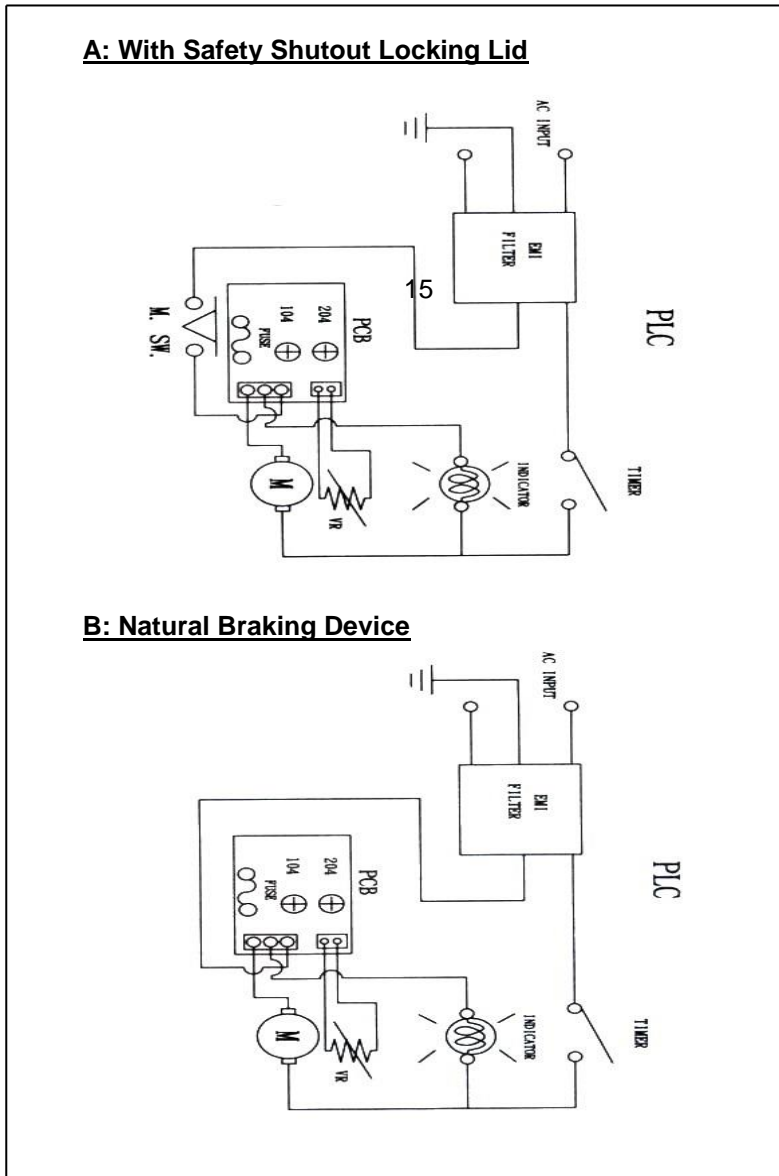 A: With Safety Shutout Locking Lid
AC INPUT
EMI
FILTER
PLC
15
M. SW.
FUSE
104
204
PCB
M
VR
INDICATOR
TIMER
B: Natural Braking Device
AC INPUT
EMI
FILTER
PLC
FUSE
104
204
PCB
M
VR
INDICATOR
TIMER